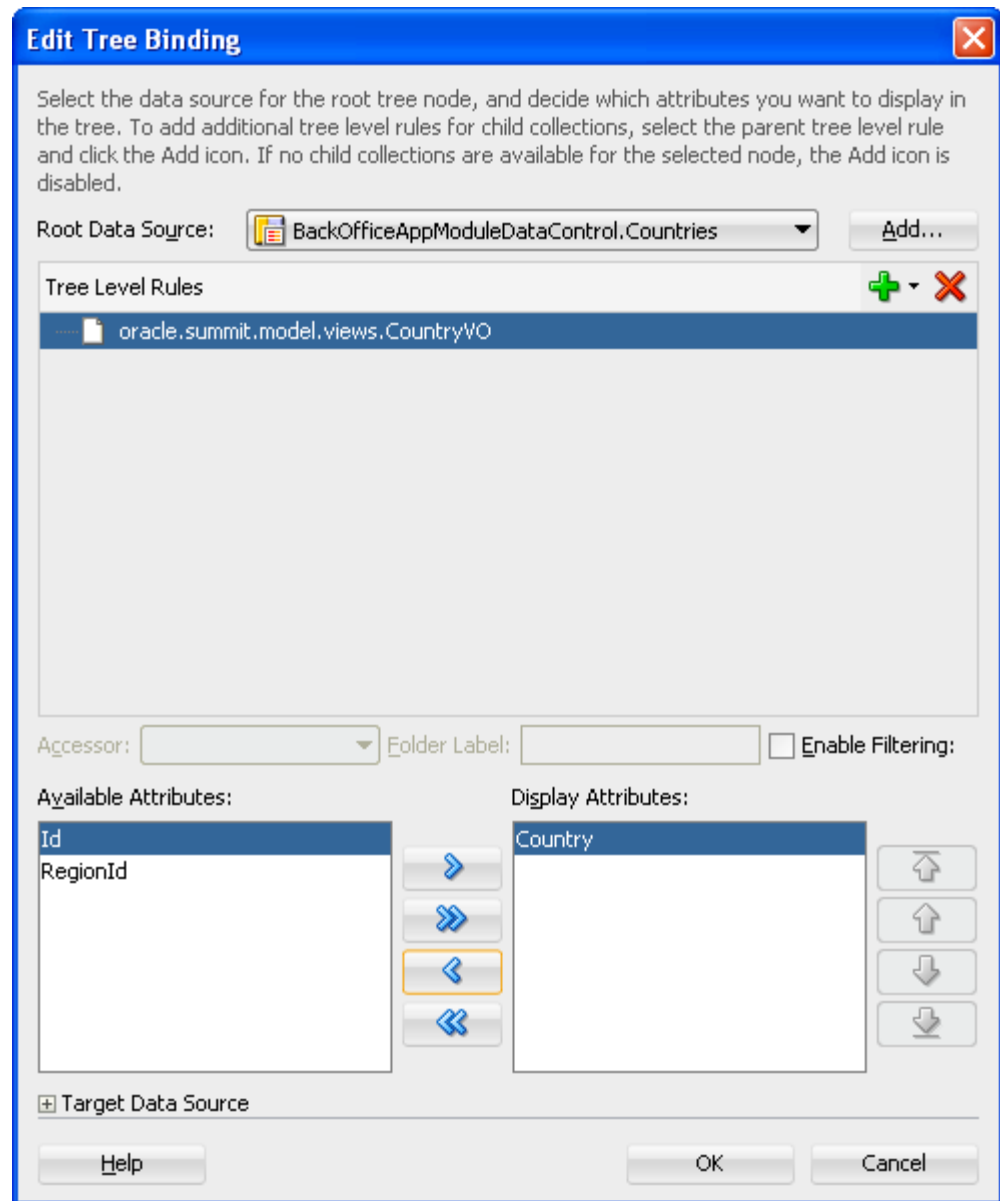 Edit Tree Binding
Select the data source for the root tree node, and decide which attributes you want to display in
the tree. To add additional tree level rules for child collections, select the parent tree level rule
and click the Add icon. If no child collections are available for the selected node, the Add icon is
disabled.
Root Data Source: BackOfficeAppModuleDataControl.Countries Add...
Tree Level Rules
oracle.summit.model.views.CountryVO
Accessor: Folder Label: Enable Filtering:
Available Attributes: Display Attributes:
Id Country
RegionId
Target Data Source
Help OK Cancel